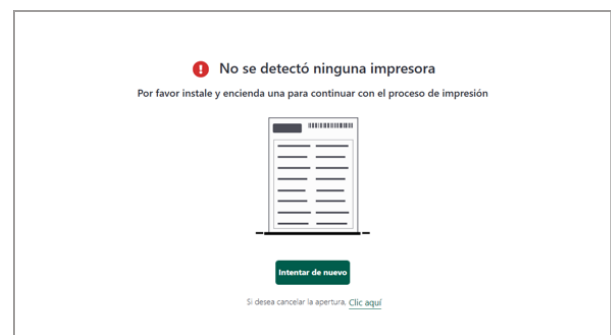 No se detectó ninguna impresora
Por favor instale y encienda una para continuar con el proceso de impresión
Intentar de nuevo
Si desea cancelar la apertura, Clic aquí